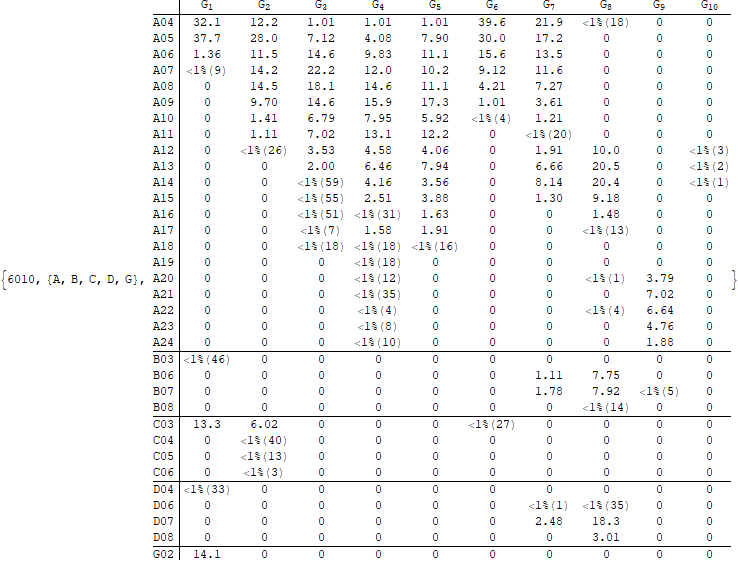 G1 G2 G3 G4 G5 G6 G7 G8 G9 G10
A04 32.1 12.2 1.01 1.01 1.01 39.6 21.9 <1%(18) 0 0
A05 37.7 28.0 7.12 4.08 7.90 30.0 17.2 0 0 0
A06 1.36 11.5 14.6 9.83 11.1 15.6 13.5 0 0 0
A07 <1%(9) 14.2 22.2 12.0 10.2 9.12 11.6 0 0 0
A08 0 14.5 18.1 14.6 11.1 4.21 7.27 0 0 0
A09 0 9.70 14.6 15.9 17.3 1.01 3.61 0 0 0
A10 0 1.41 6.79 7.95 5.92 <1%(4) 1.21 0 0 0
A11 0 1.11 7.02 13.1 12.2 0 <1%(20) 0 0 0
A12 0 <1%(26) 3.53 4.58 4.06 0 1.91 10.0 0 <1%(3)
A13 0 0 2.00 6.46 7.94 0 6.66 20.5 0 <1%(2)
A14 0 0 <1%(59) 4.16 3.56 0 8.14 20.4 0 <1%(1)
A15 0 0 <1%(55) 2.51 3.88 0 1.30 9.18 0 0
A16 0 0 <1%(51) <1%(31) 1.63 0 0 1.48 0 0
A17 0 0 <1%(7) 1.58 1.91 0 0 <1%(13) 0 0
A18 0 0 <1%(18) <1%(18) <1%(16) 0 0 0 0 0
A19 0 0 0 <1%(18) 0 0 0 0 0 0
{6010, {A, B, C, D, G}, A20 0 0 0 <1%(12) 0 0 0 <1%(1) 3.79 0 }
A21 0 0 0 <1%(35) 0 0 0 0 7.02 0
A22 0 0 0 <1%(4) 0 0 0 <1%(4) 6.64 0
A23 0 0 0 <1%(8) 0 0 0 0 4.76 0
A24 0 0 0 <1%(10) 0 0 0 0 1.88 0
B03 <1%(46) 0 0 0 0 0 0 0 0 0
B06 0 0 0 0 0 0 1.11 7.75 0 0
B07 0 0 0 0 0 0 1.78 7.92 <1%(5) 0
B08 0 0 0 0 0 0 0 <1%(14) 0 0
C03 13.3 6.02 0 0 0 <1%(27) 0 0 0 0
C04 0 <1%(40) 0 0 0 0 0 0 0 0
C05 0 <1%(13) 0 0 0 0 0 0 0 0
C06 0 <1%(3) 0 0 0 0 0 0 0 0
D04 <1%(33) 0 0 0 0 0 0 0 0 0
D06 0 0 0 0 0 0 <1%(1) <1%(35) 0 0
D07 0 0 0 0 0 0 2.48 18.3 0 0
D08 0 0 0 0 0 0 0 3.01 0 0
G02 14.1 0 0 0 0 0 0 0 0 0